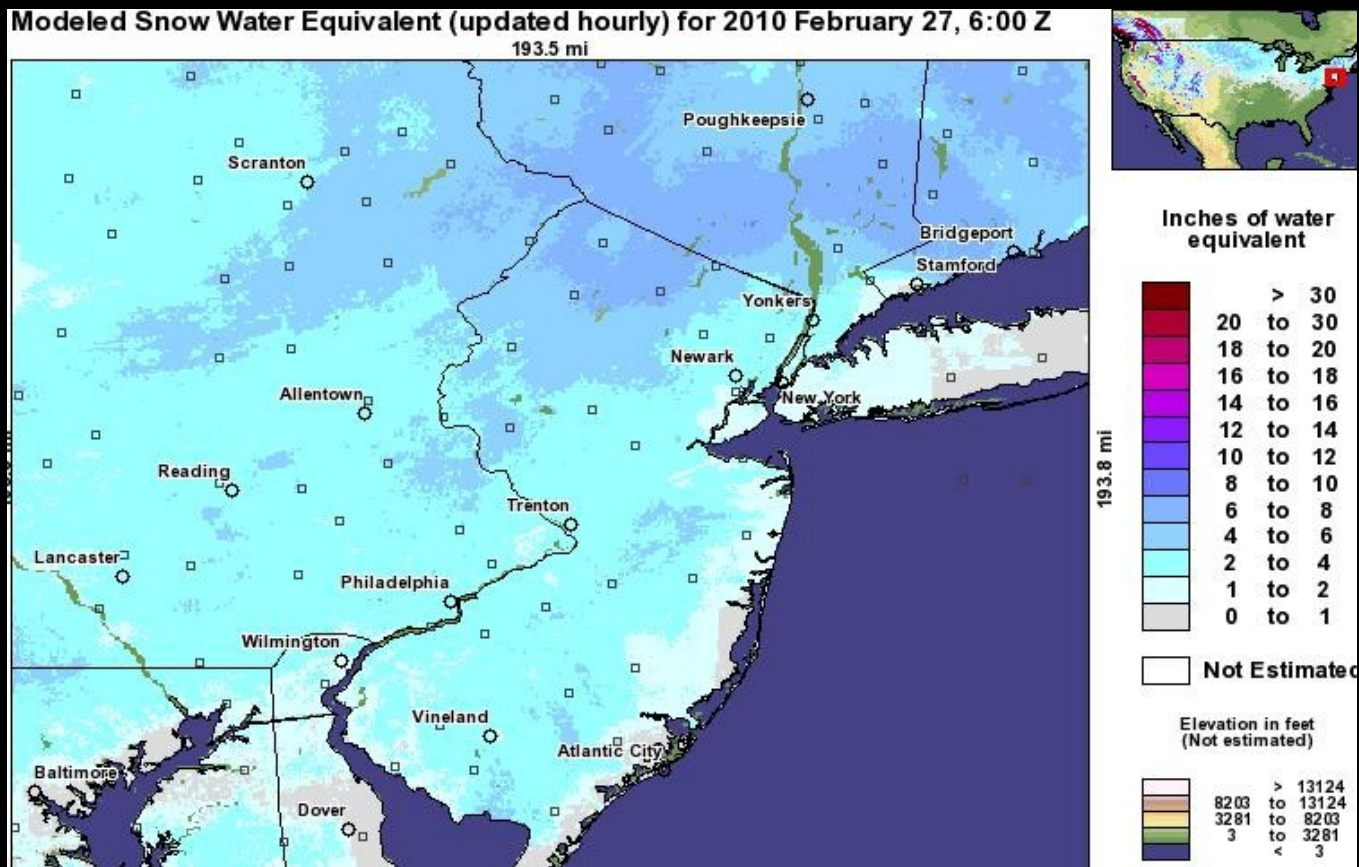 Modeled Snow Water Equivalent (updated hourly) for 2010 February 27, 6:00 Z
193.5 mi
Poughkeepsie
Scranton
Bridgeport
Stamford
Yonkers
Newark
New York
Allentown
Reading
Trenton
Lancaster
Philadelphia
Wilmington
Vineland
Atlantic City
Baltimore
Dover
193.8 mi
Inches of water
equivalent
> 30
20 to 30
18 to 20
16 to 18
14 to 16
12 to 14
10 to 12
8 to 10
6 to 8
4 to 6
2 to 4
1 to 2
0 to 1
Not Estimated
Elevation in feet
(Not estimated)
> 13124
8203 to 13124
3281 to 8203
3 to 3281
< 3